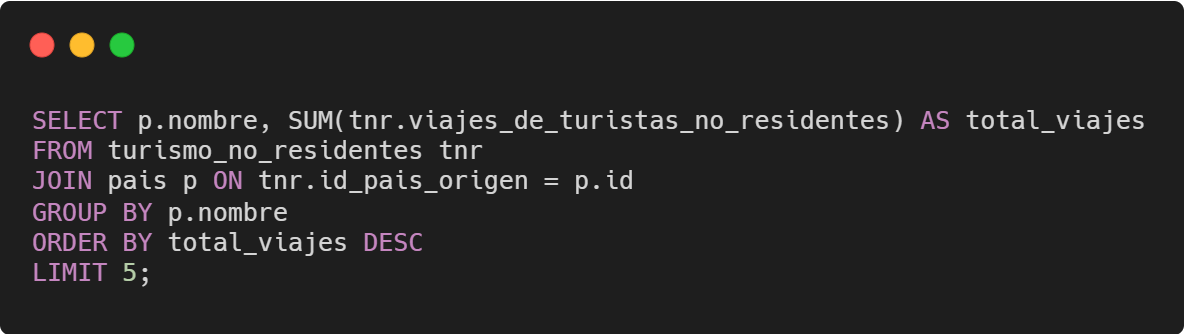 SELECT p.nombre, SUM(tnr.viajes_de_turistas_no_residentes) AS total_viajes
FROM turismo_no_residentes tnr
JOIN pais p ON tnr.id_pais_origen = p.id
GROUP BY p.nombre
ORDER BY total_viajes DESC
LIMIT 5;